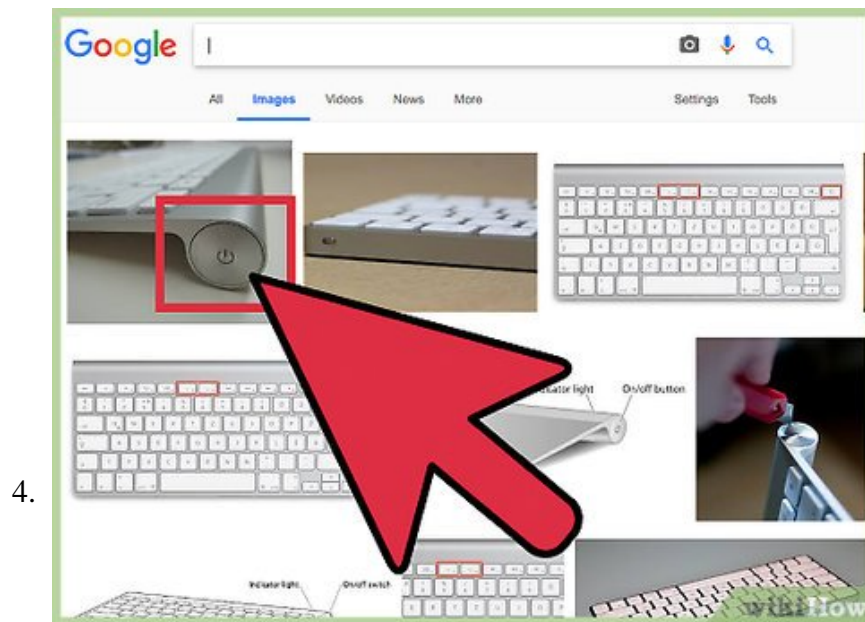 Google
All Images Videos News More Settings Tools
On/off button
light
Indicator light
On/off switch
4.
wikiHow